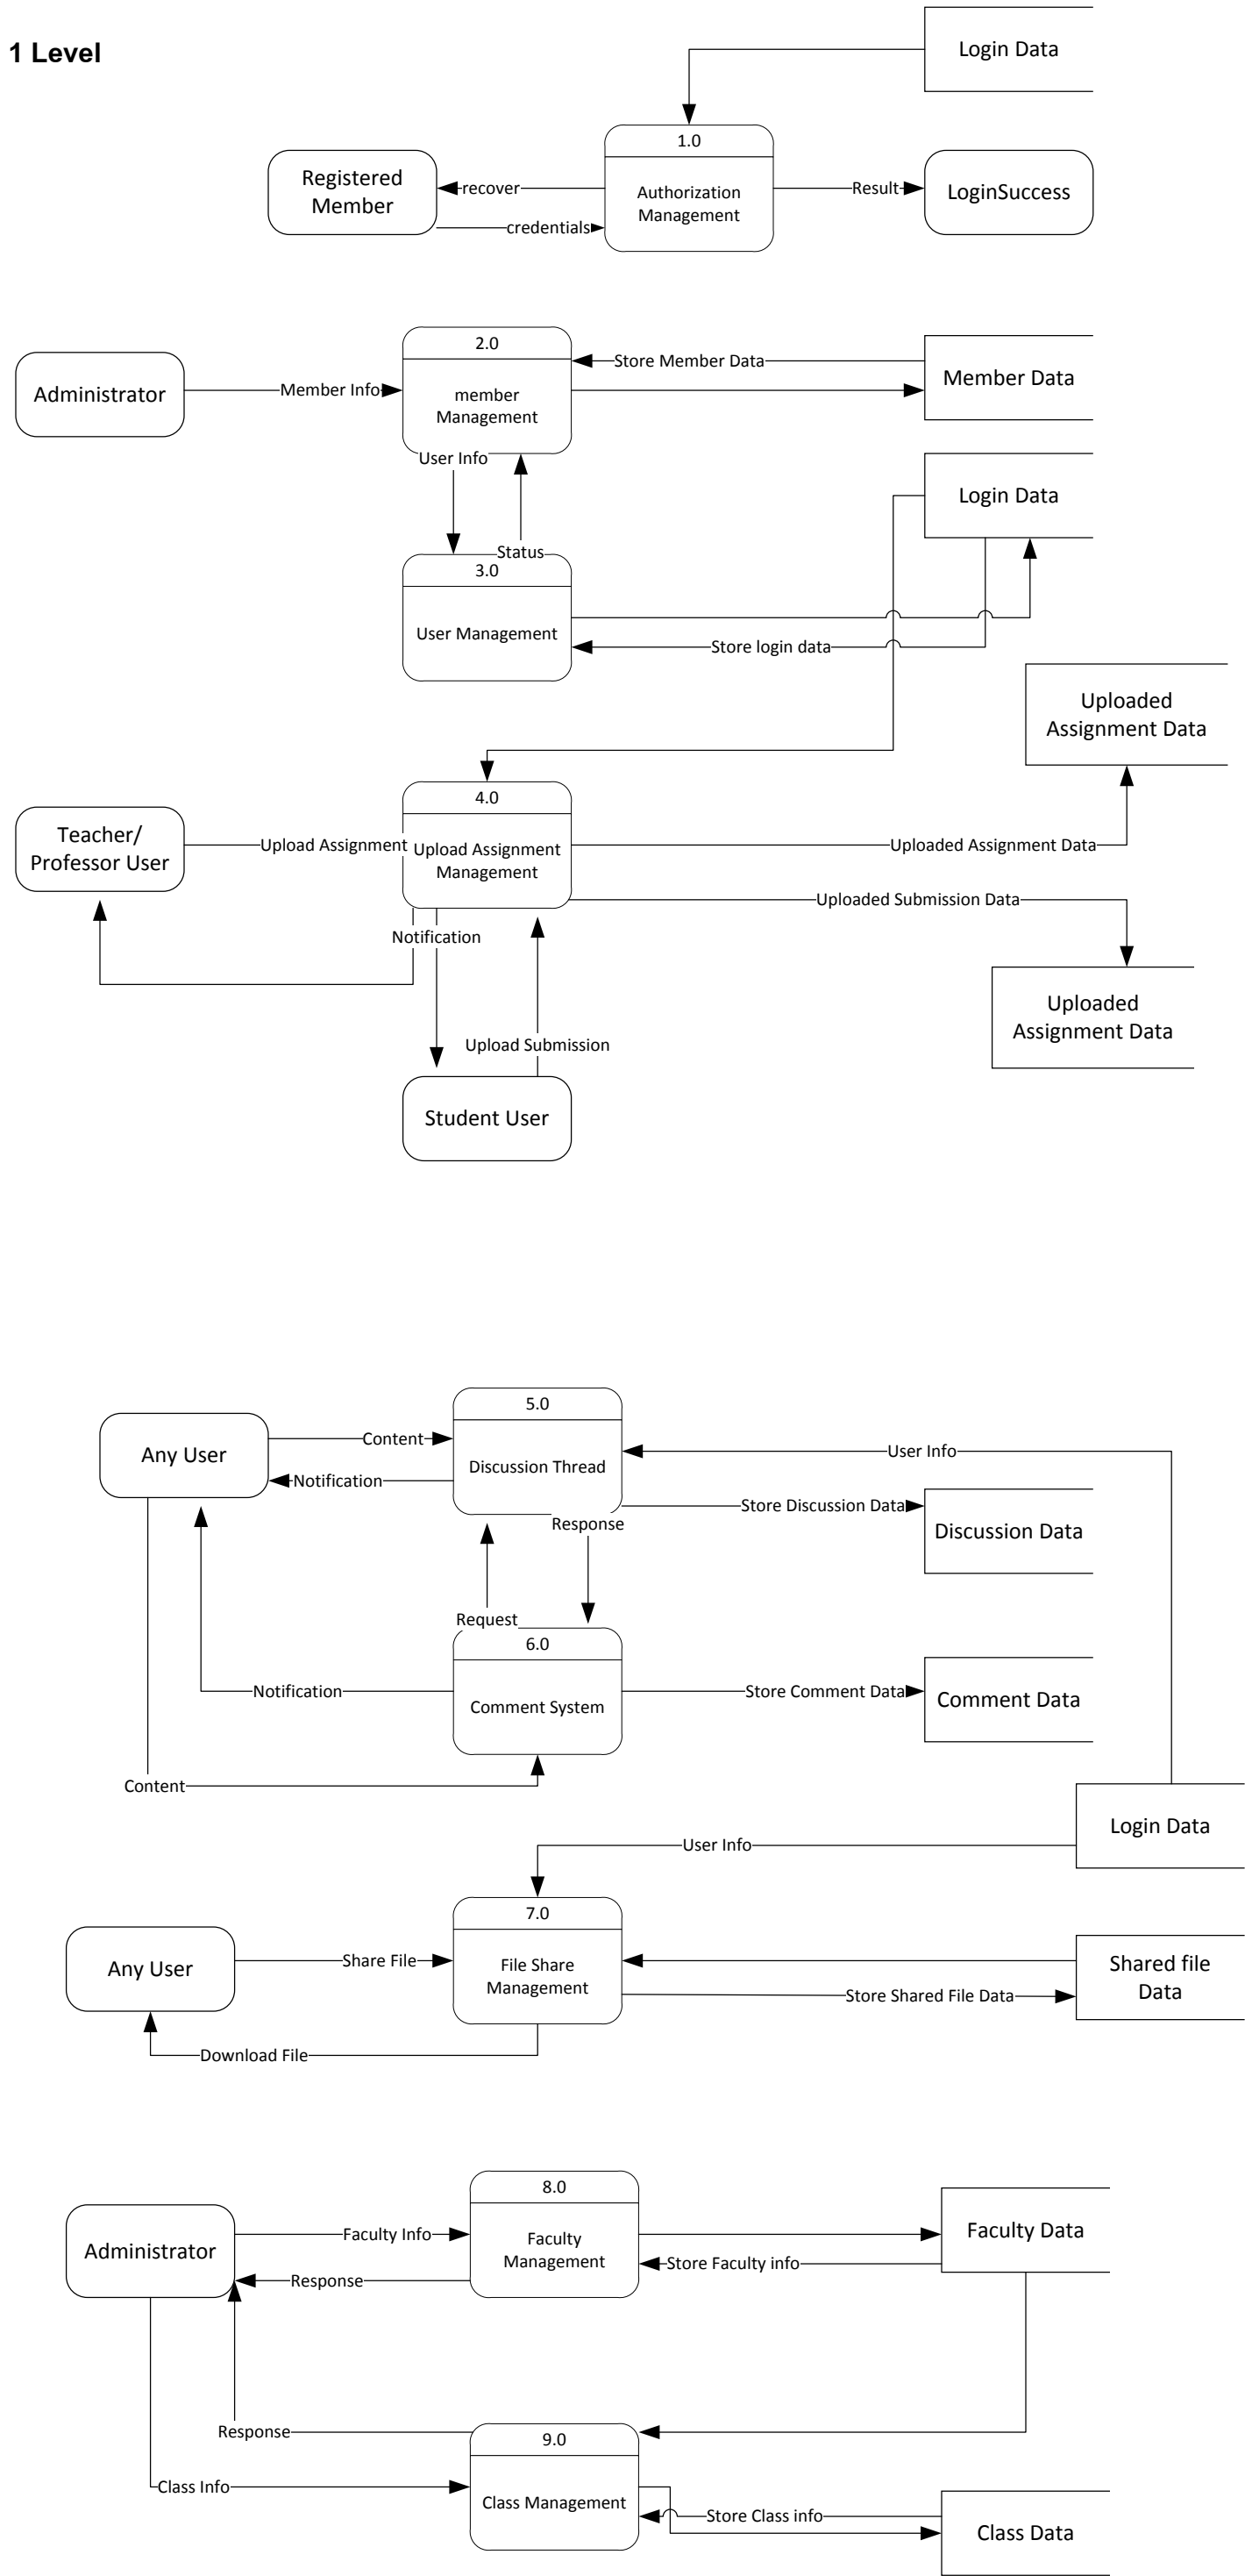 1 Level
Login Data
1.0
Registered
Member
recover
Authorization
Management
Result
LoginSuccess
credentials
2.0
Store Member Data
Administrator
Member Info
member
Management
Member Data
User Info
Login Data
Status
3.0
User Management
Store login data
Uploaded
Assignment Data
4.0
Teacher/
Professor User
Upload Assignment
Upload Assignment
Management
Uploaded Assignment Data
Uploaded Submission Data
Notification
Uploaded
Assignment Data
Upload Submission
Student User
5.0
Any User
Content
Notification
Discussion Thread
User Info
Store Discussion Data
Discussion Data
Response
Request
6.0
Notification
Comment System
Store Comment Data
Comment Data
Content
Login Data
User Info
7.0
Any User
Share File
File Share
Management
Shared file
Data
Store Shared File Data
Download File
8.0
Administrator
Faculty Info
Faculty
Management
Faculty Data
Store Faculty info
Response
Response
9.0
Class Info
Class Management
Store Class info
Class Data